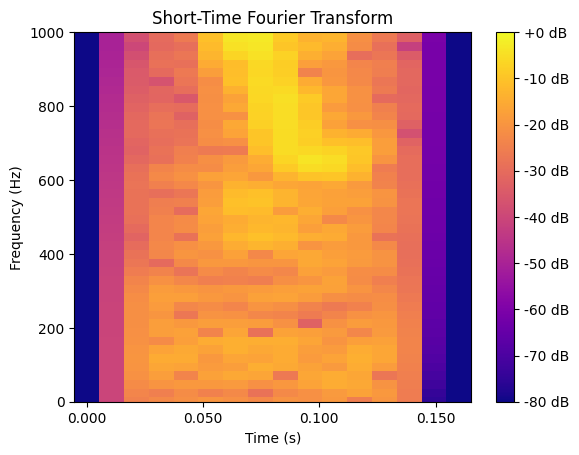 Short-Time Fourier Transform
Frequency (Hz)
1000
800
600
400
200
0
0.000
0.050
0.100
0.150
Time (s)
+0 dB
-10 dB
-20 dB
-30 dB
-40 dB
-50 dB
-60 dB
-70 dB
-80 dB